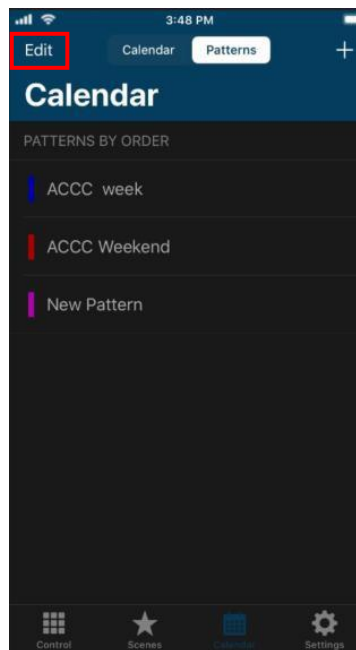 3:48 PM
Edit Calendar Patterns +
Calendar
PATTERNS BY ORDER
ACCC week
ACCC Weekend
New Pattern
Control Scenes Calendar Settings